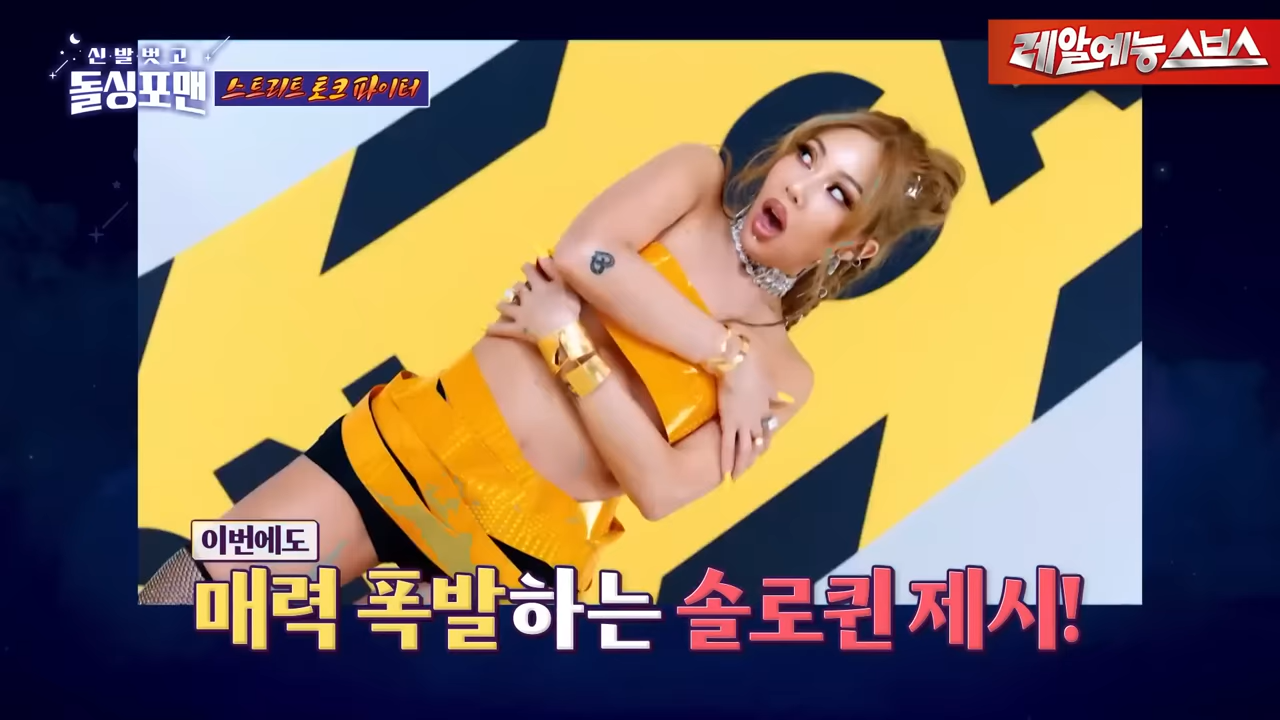 신발벗고
돌싱포맨
스트리트 토크 파이터
레알예능 스브스
이번에도
매력 폭발하는 솔로퀸 제시!